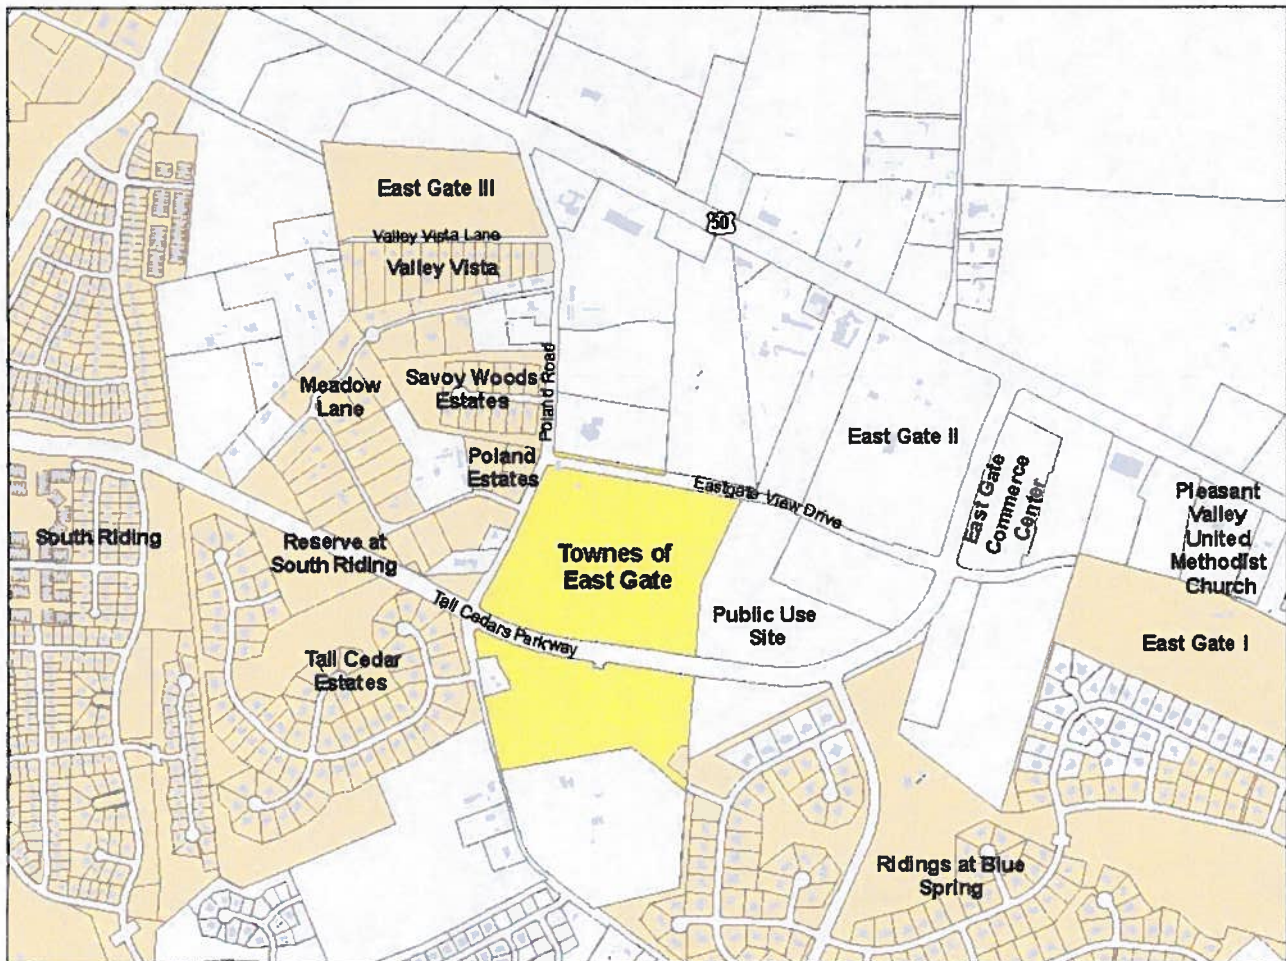 East Gate III
50
Valley Vista Lane
Valley Vista
Poland Road
Meadow
Lane
Savoy Woods
Estates
East Gate II
Poland
Estates
Eastgate View Drive
East Gate
Commerce
Center
Pleasant
Valley
United
Methodist
Church
South Riding
Reserve at
South Riding
Townes of
East Gate
Tall Cedars Parkway
Public Use
Site
East Gate I
Tall Cedar
Estates
Ridings at Blue
Spring